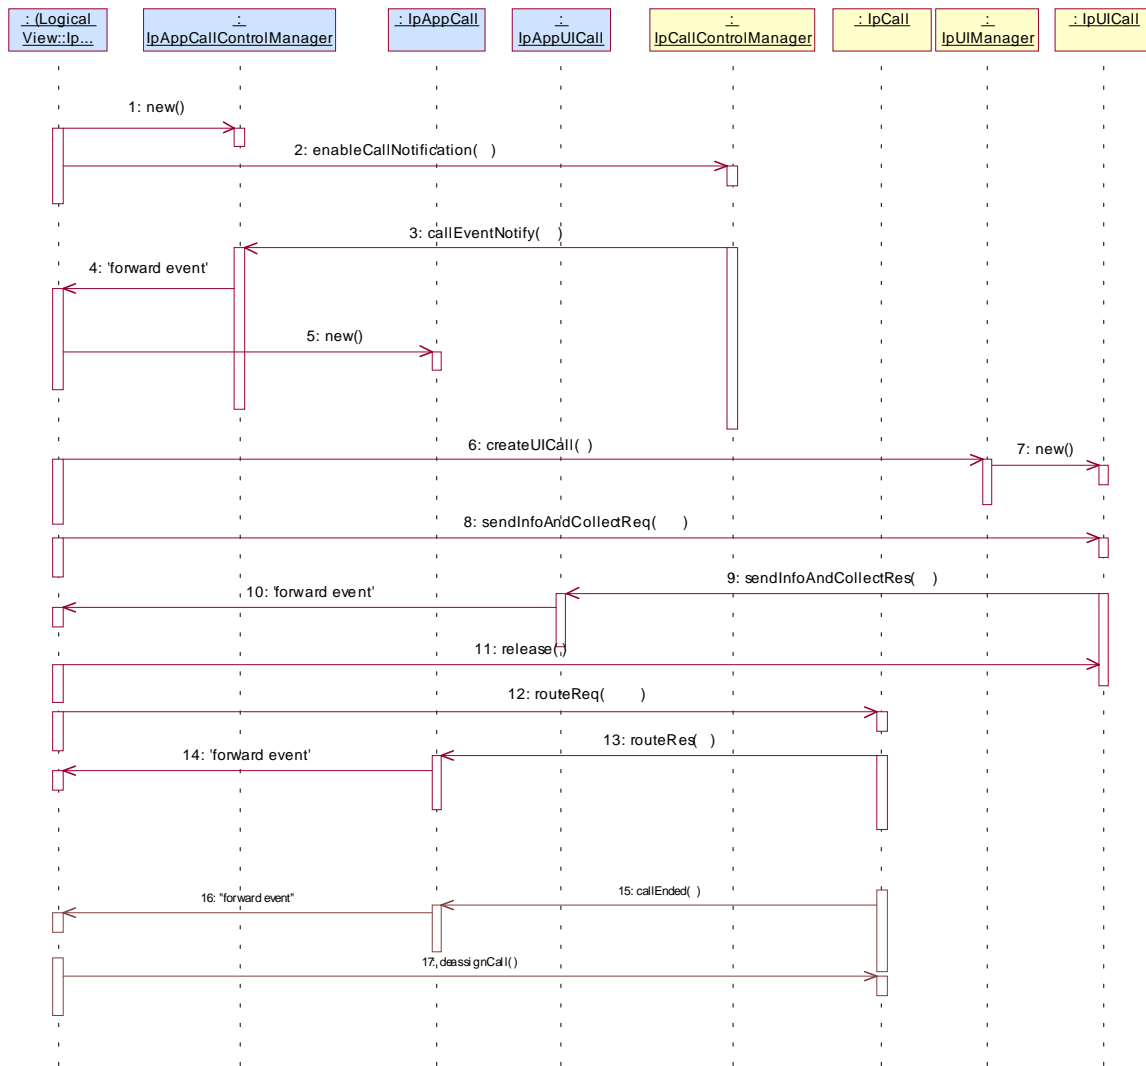 : (Logical
View::Ip...
:
IpAppCallControlManager
: IpAppCall
:
IpAppUICall
:
IpCallControlManager
: IpCall
:
IpUIManager
: IpUICall
1: new()
2: enableCallNotification( )
3: callEventNotify( )
4: 'forward event'
5: new()
6: createUICall( )
7: new()
8: sendInfoAndCollectReq( )
9: sendInfoAndCollectRes( )
10: 'forward event'
11: release( )
12: routeReq( )
13: routeRes( )
14: 'forward event'
15: callEnded( )
16: "forward event"
17: deassignCall()